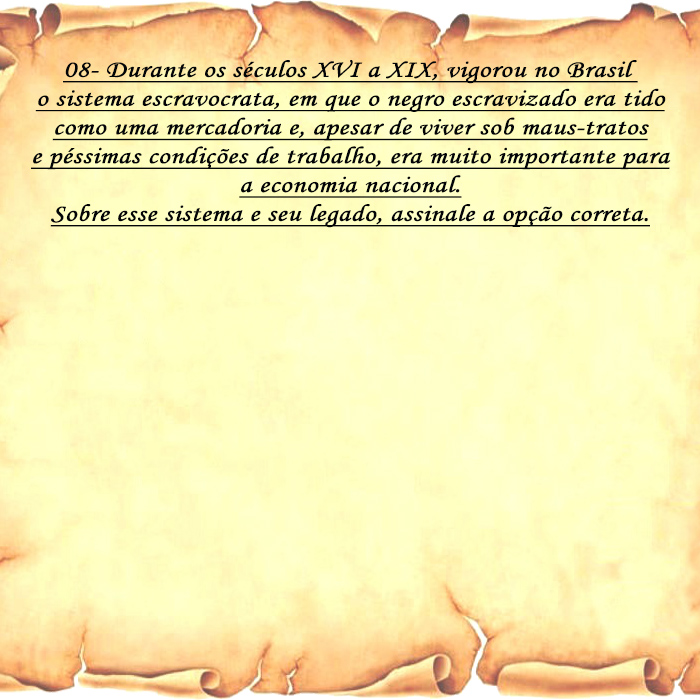 08- Durante os séculos XVI a XIX, vigorou no Brasil
o sistema escravocrata, em que o negro escravizado era tido
como uma mercadoria e, apesar de viver sob maus-tratos
e péssimas condições de trabalho, era muito importante para
a economia nacional.
Sobre esse sistema e seu legado, assinale a opção correta.